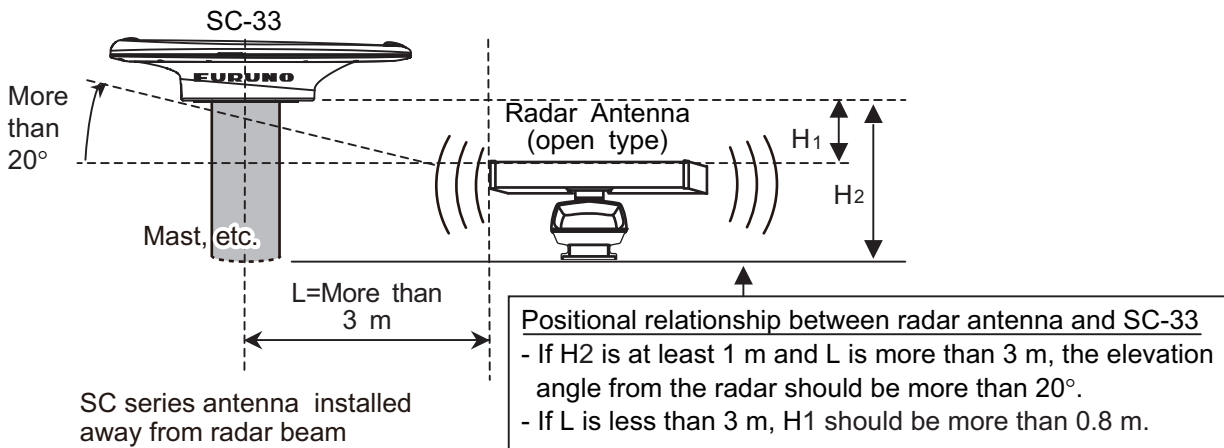 SC-33
FURUNO
More
than
20°
Radar Antenna
(open type)
H1
H2
Mast, etc.
L=More than
3 m
Positional relationship between radar antenna and SC-33
- If H2 is at least 1 m and L is more than 3 m, the elevation
angle from the radar should be more than 20°.
- If L is less than 3 m, H1 should be more than 0.8 m.
SC series antenna installed
away from radar beam